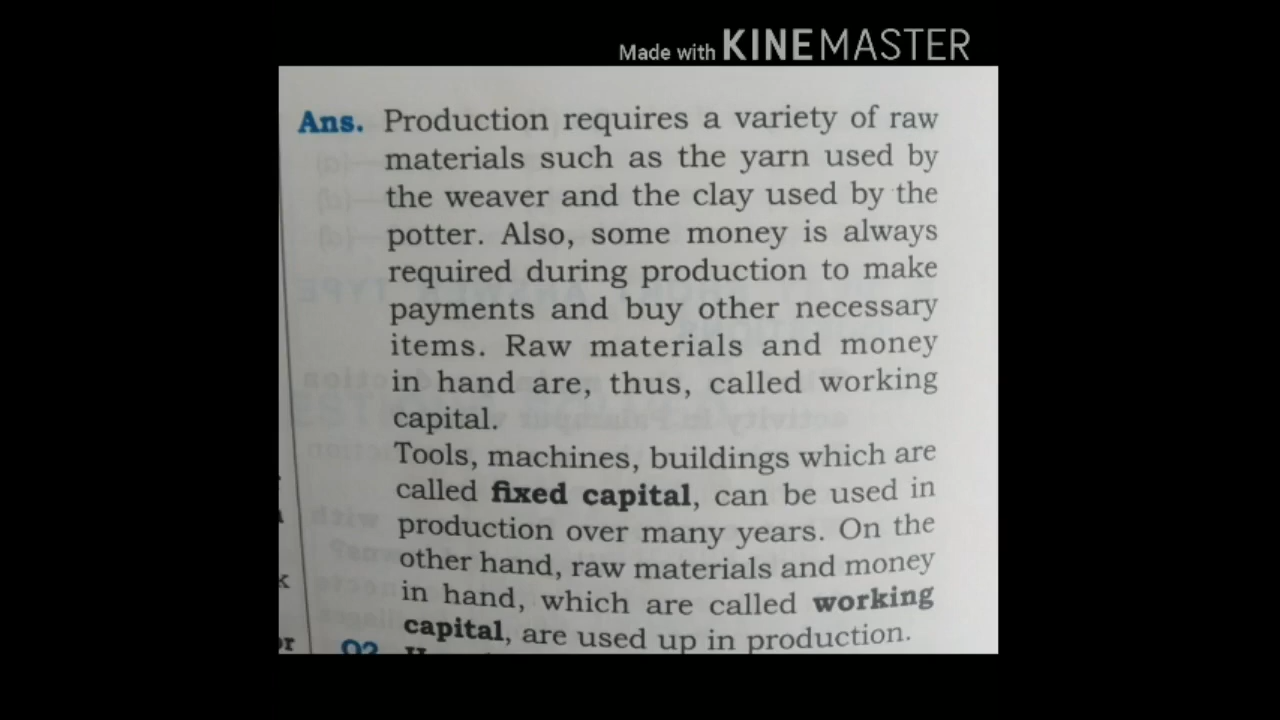 Made with KINEMASTER
Ans. Production requires a variety of raw
materials such as the yarn used by
the weaver and the clay used by the
potter. Also, some money is always
required during production to make
payments and buy other necessary
items. Raw materials and money
in hand are, thus, called working
capital.
Tools, machines, buildings which are
called fixed capital, can be used in
production over many years. On the
other hand, raw materials and money
in hand, which are called working
capital, are used up in production.